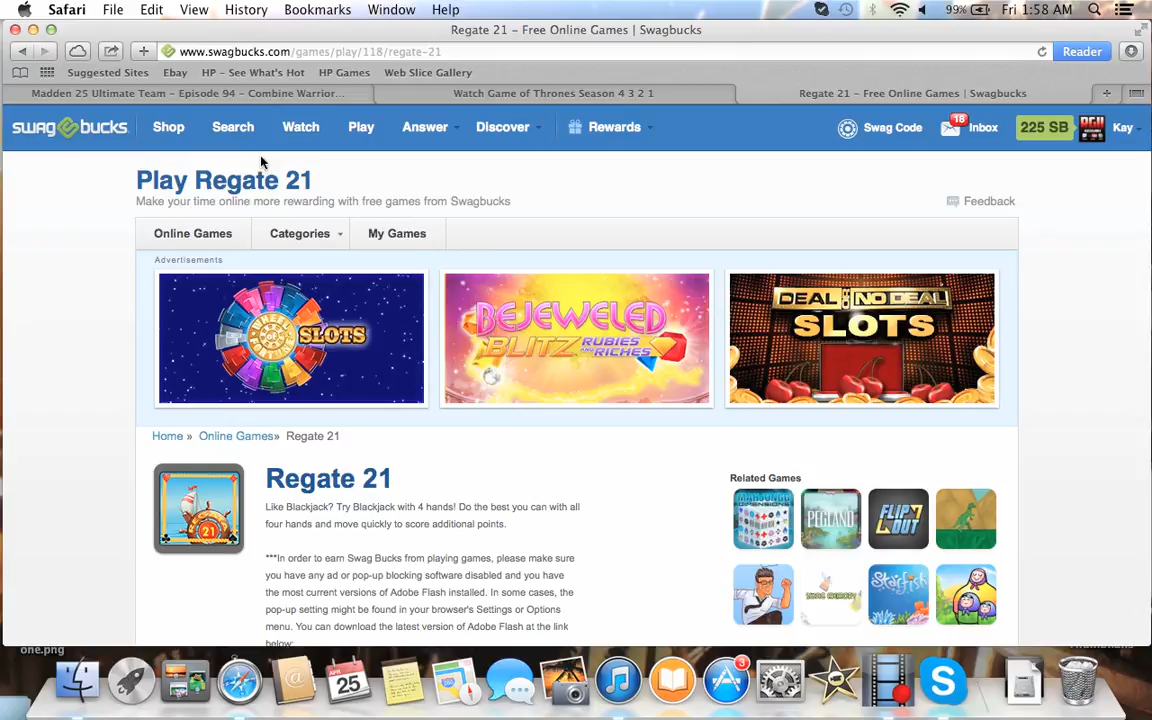 Safari File Edit View History Bookmarks Window Help 99% Fri 1:58 AM
Regate 21 – Free Online Games | Swagbucks
www.swagbucks.com/games/play/118/regate-21 Reader
Suggested Sites Ebay HP – See What's Hot HP Games Web Slice Gallery
Madden 25 Ultimate Team – Episode 94 – Combine Warrior... Watch Game of Thrones Season 4 3 2 1 Regate 21 – Free Online Games | Swagbucks
swagbucks Shop Search Watch Play Answer Discover Rewards Swag Code 18 Inbox 225 SB Kay
Play Regate 21
Make your time online more rewarding with free games from Swagbucks Feedback
Online Games Categories My Games
Advertisements
SLOTS
BEJEWELED
BLITZ RUBIES AND RICHES
DEAL OR NO DEAL
SLOTS
Home » Online Games» Regate 21
Regate 21
21
Like Blackjack? Try Blackjack with 4 hands! Do the best you can with all
four hands and move quickly to score additional points.
***In order to earn Swag Bucks from playing games, please make sure
you have any ad or pop-up blocking software disabled and you have
the most current versions of Adobe Flash installed. In some cases, the
pop-up setting might be found in your browser's Settings or Options
menu. You can download the latest version of Adobe Flash at the link
below:
Related Games
MAHJONGG
DIMENSIONS
PEGLAND
FLIP
OUT
Starfish
one.png
APR
25
3